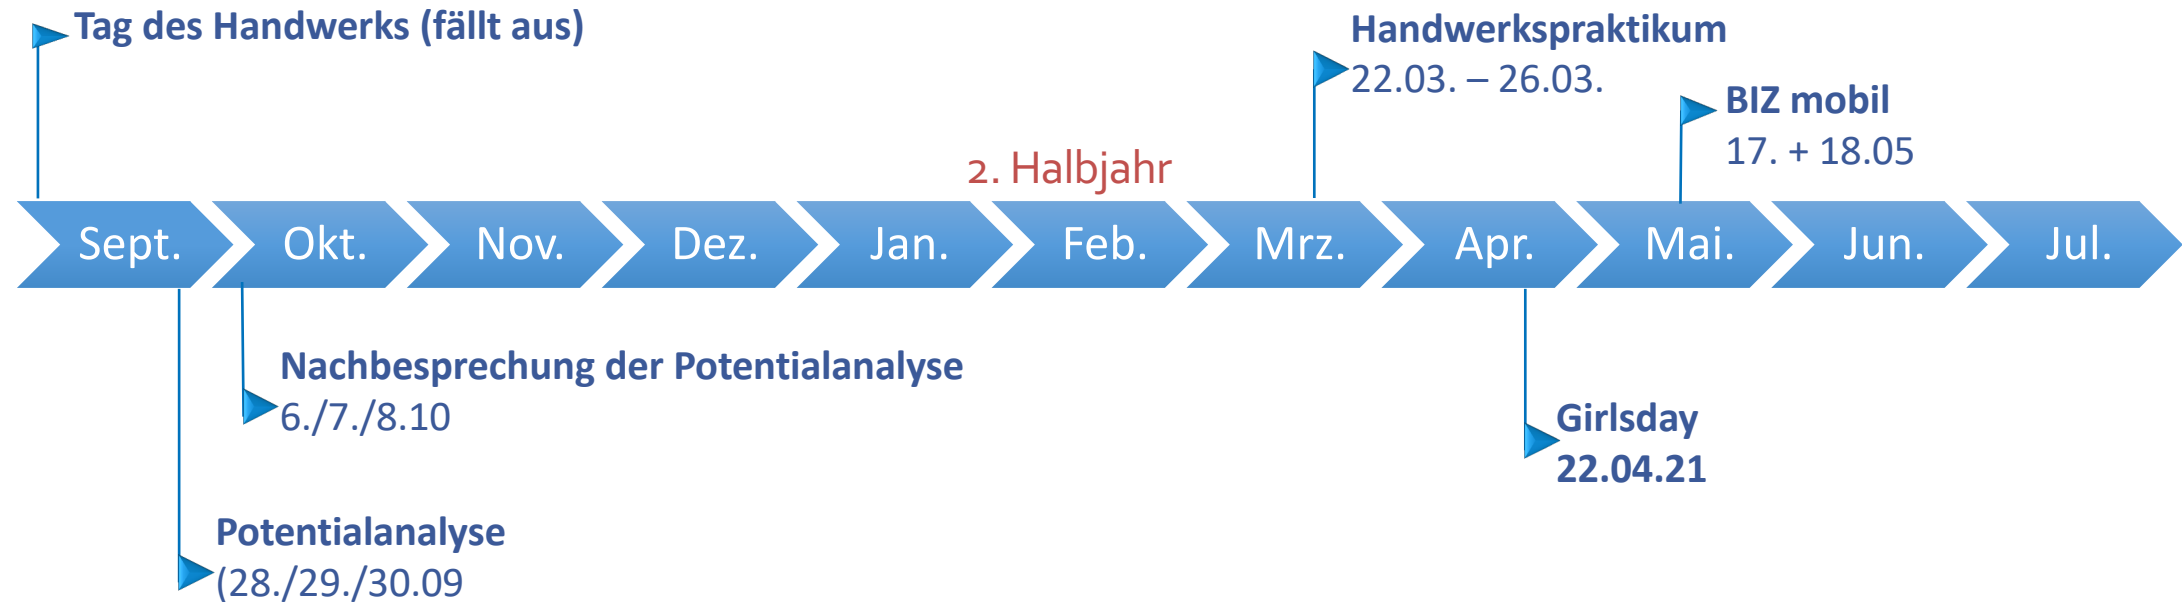 Tag des Handwerks (fällt aus)
Handwerkspraktikum
22.03. – 26.03.
BIZ mobil
17. + 18.05
2. Halbjahr
Sept.
Okt.
Nov.
Dez.
Jan.
Feb.
Mrz.
Apr.
Mai.
Jun.
Jul.
Nachbesprechung der Potentialanalyse
6./7./8.10
Girlsday
22.04.21
Potentialanalyse
(28./29./30.09